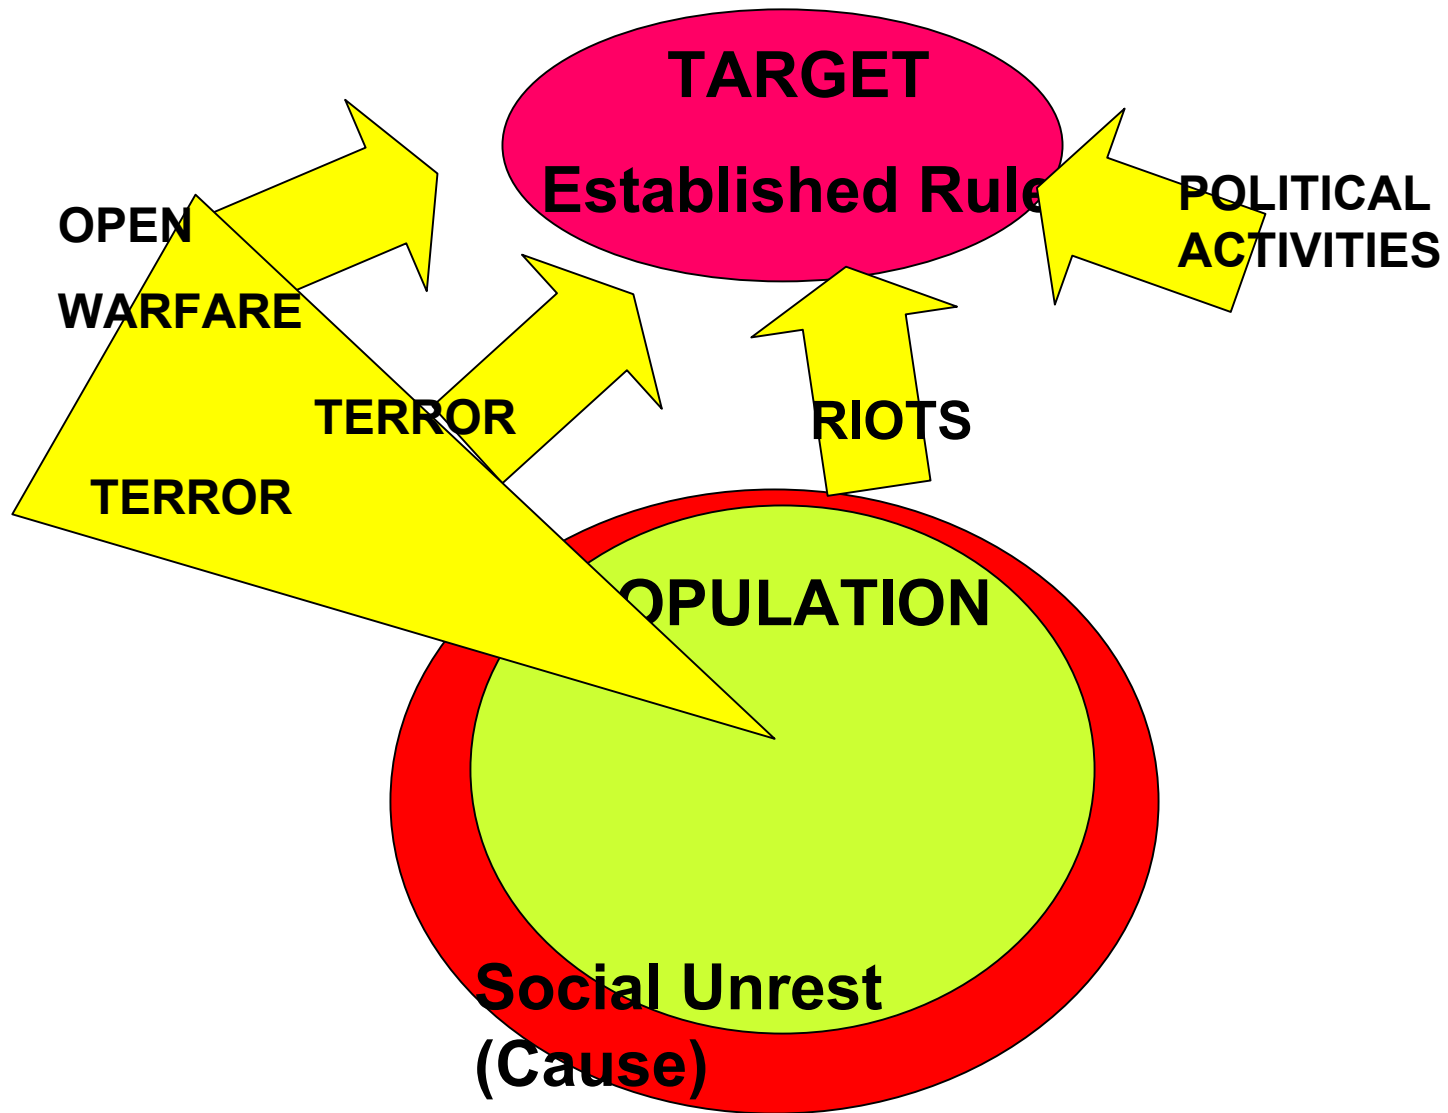 TARGET
Established Rule
OPEN
WARFARE
POLITICAL
ACTIVITIES
TERROR
RIOTS
TERROR
OPULATION
Social Unrest
(Cause)